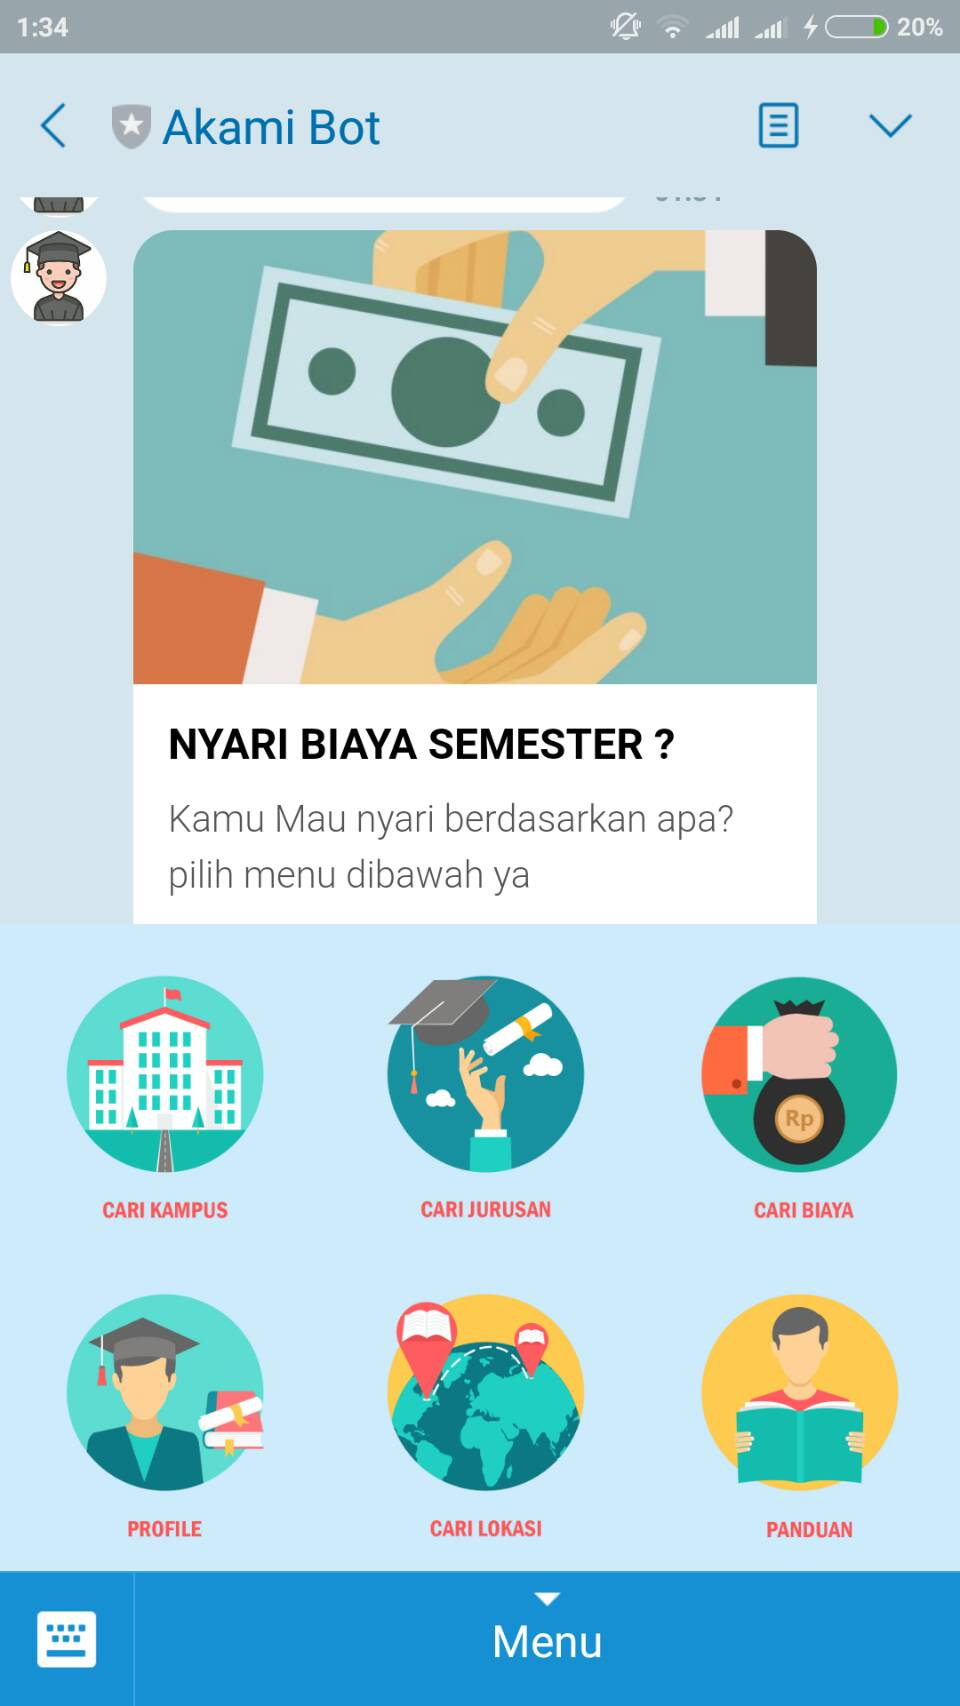 1:34
20%
Akami Bot
NYARI BIAYA SEMESTER ?
Kamu Mau nyari berdasarkan apa?
pilih menu dibawah ya
Rp
CARI KAMPUS
CARI JURUSAN
CARI BIAYA
PROFILE
CARI LOKASI
PANDUAN
Menu